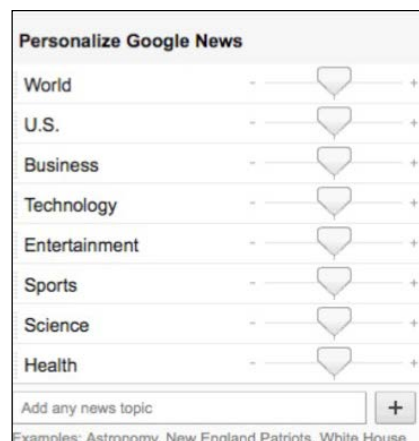 Personalize Google News
World - +
U.S. - +
Business - +
Technology - +
Entertainment - +
Sports - +
Science - +
Health - +
Add any news topic +
Examples: Astronomy, New England Patriots, White House